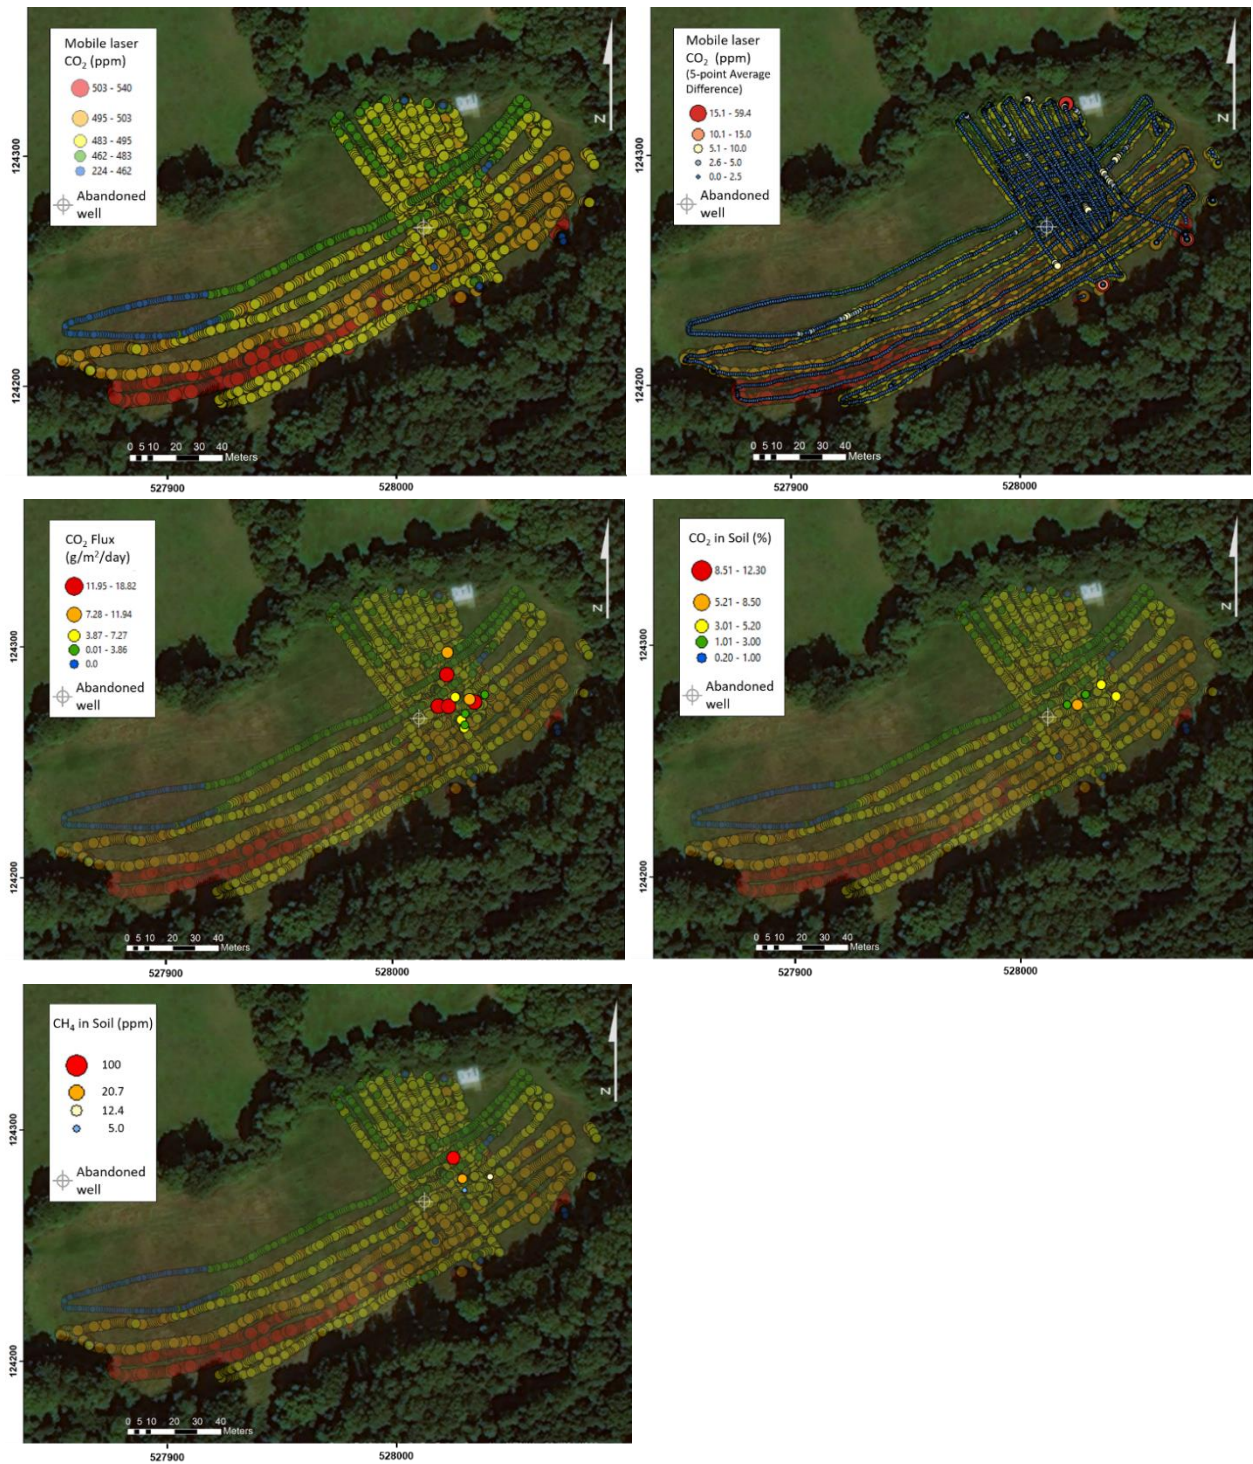 Mobile laser
CO₂ (ppm)
503 - 540
495 - 503
483 - 495
462 - 483
224 - 462
Abandoned
well
N
124300
124200
0 5 10 20 30 40
Meters
527900
528000
Mobile laser
CO₂ (ppm)
(5-point Average
Difference)
15.1 - 59.4
10.1 - 15.0
5.1 - 10.0
2.6 - 5.0
0.0 - 2.5
Abandoned
well
N
124300
124200
0 5 10 20 30 40
Meters
527900
528000
CO₂ Flux
(g/m²/day)
11.95 - 18.82
7.28 - 11.94
3.87 - 7.27
0.01 - 3.86
0.0
Abandoned
well
N
124300
124200
0 5 10 20 30 40
Meters
527900
528000
CO₂ in Soil (%)
8.51 - 12.30
5.21 - 8.50
3.01 - 5.20
1.01 - 3.00
0.20 - 1.00
Abandoned
well
N
124300
124200
0 5 10 20 30 40
Meters
527900
528000
CH₄ in Soil (ppm)
100
20.7
12.4
5.0
Abandoned
well
N
124300
124200
0 5 10 20 30 40
Meters
527900
528000